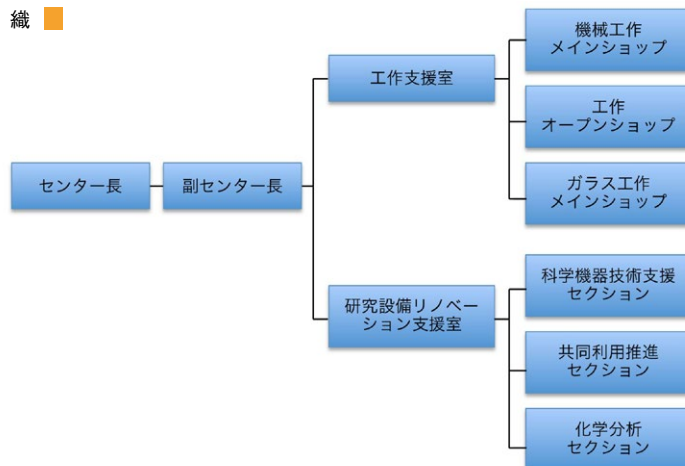 織
センター長
副センター長
工作支援室
機械工作
メインショップ
工作
オープンショップ
ガラス工作
メインショップ
研究設備リノベー
ション支援室
科学機器技術支援
セクション
共同利用推進
セクション
化学分析
セクション